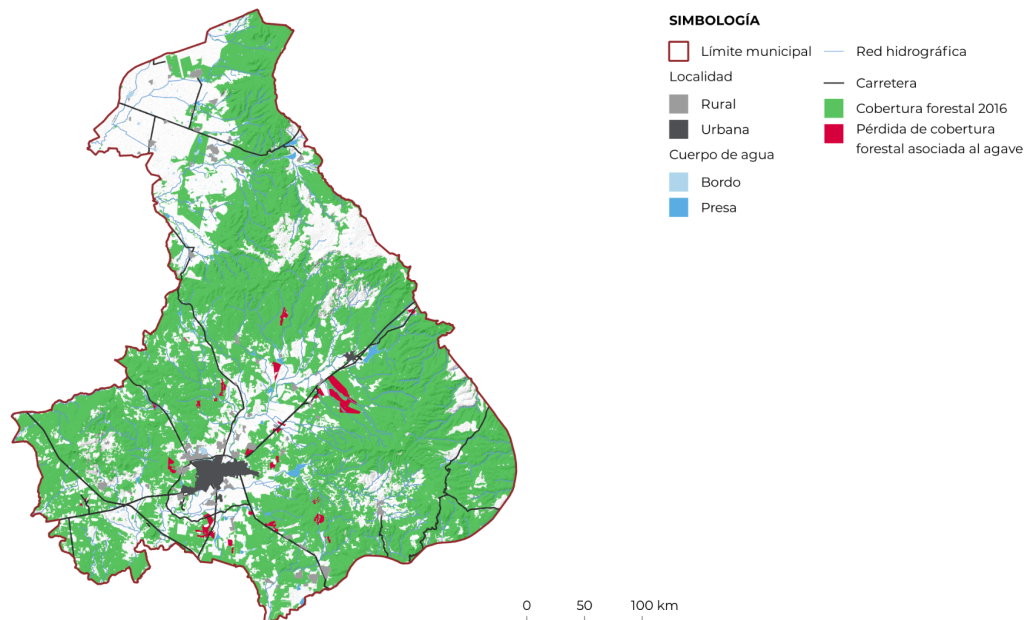 SIMBOLOGÍA
Límite municipal
Localidad
Rural
Urbana
Cuerpo de agua
Bordo
Presa
Red hidrográfica
Carretera
Cobertura forestal 2016
Pérdida de cobertura
forestal asociada al agave
0 50 100 km